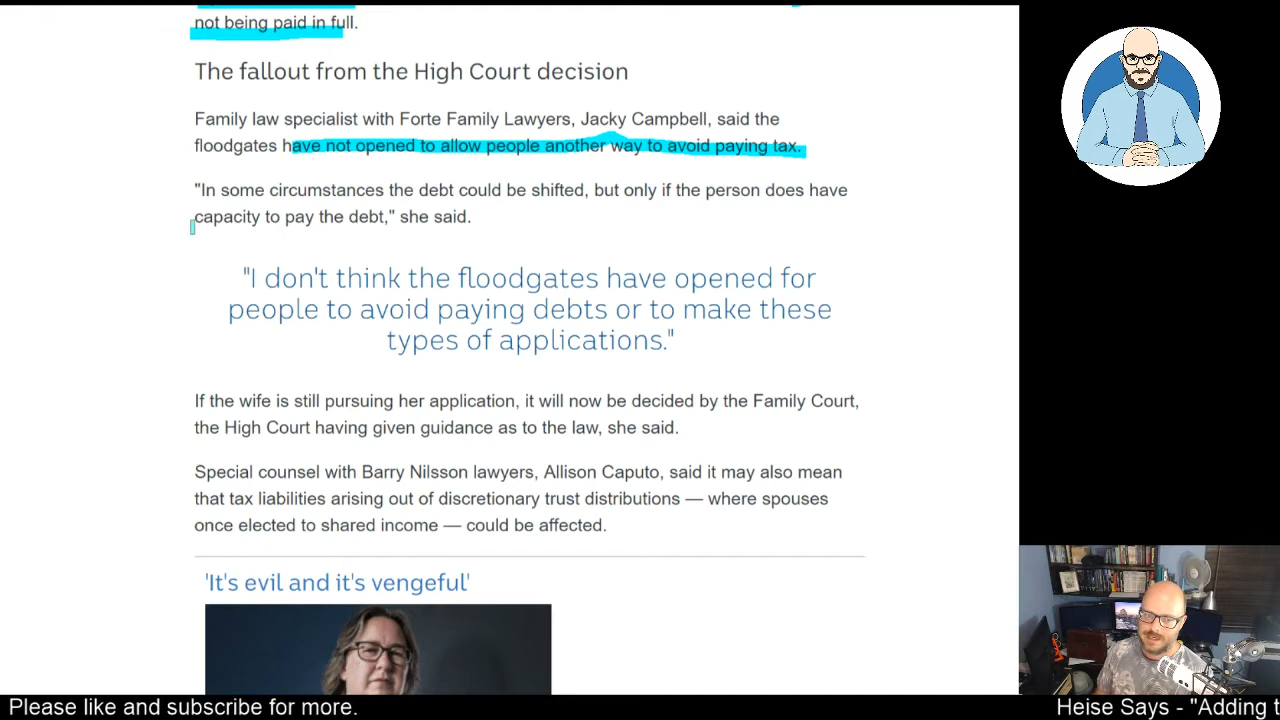 not being paid in full.
The fallout from the High Court decision
Family law specialist with Forte Family Lawyers, Jacky Campbell, said the
floodgates have not opened to allow people another way to avoid paying tax.
"In some circumstances the debt could be shifted, but only if the person does have
capacity to pay the debt," she said.
"I don't think the floodgates have opened for
people to avoid paying debts or to make these
types of applications."
If the wife is still pursuing her application, it will now be decided by the Family Court,
the High Court having given guidance as to the law, she said.
Special counsel with Barry Nilsson lawyers, Allison Caputo, said it may also mean
that tax liabilities arising out of discretionary trust distributions — where spouses
once elected to shared income — could be affected.
'It's evil and it's vengeful'
Please like and subscribe for more.
Heise Says - "Adding t